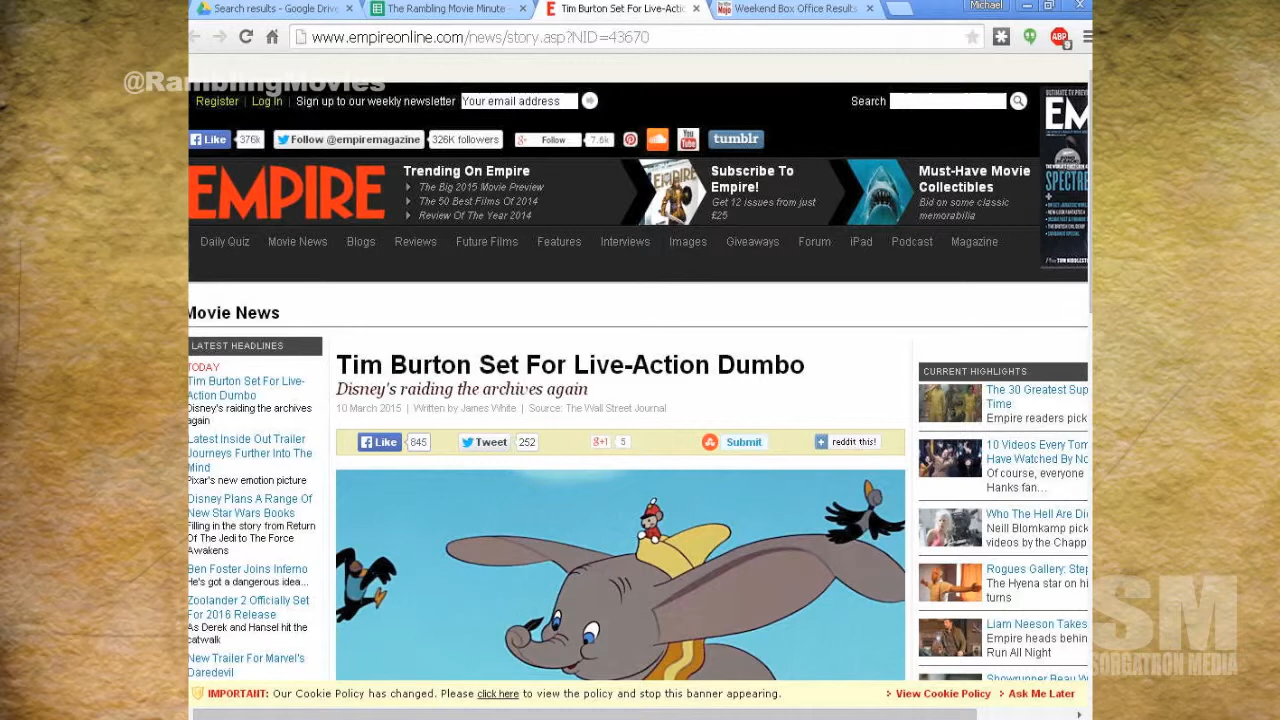 Search results - Google Drive
The Rambling Movie Minute -
Tim Burton Set For Live-Actio
Weekend Box Office Results
Michael
www.empireonline.com/news/story.asp?NID=43670
ABP
9
@RamblingMovies
Register | Log In | Sign up to our weekly newsletter
Your email address
Search
Like 376k
Follow @empiremagazine 326K followers
Follow 7.6k
You Tube
tumblr
EMPIRE
Trending On Empire
The Big 2015 Movie Preview
The 50 Best Films Of 2014
Review Of The Year 2014
Subscribe To Empire!
Get 12 issues from just £25
Must-Have Movie Collectibles
Bid on some classic memorabilia
EM
SPECTRE
Daily Quiz Movie News Blogs Reviews Future Films Features Interviews Images Giveaways Forum iPad Podcast Magazine
Movie News
LATEST HEADLINES
TODAY
Tim Burton Set For Live-
Action Dumbo
Disney's raiding the archives
again
Latest Inside Out Trailer
Journeys Further Into The
Mind
Pixar's new emotion picture
Disney Plans A Range Of
New Star Wars Books
Filling in the story from Return
Of The Jedi to The Force
Awakens
Ben Foster Joins Inferno
He's got a dangerous idea...
Zoolander 2 Officially Set
For 2016 Release
As Derek and Hansel hit the
catwalk
New Trailer For Marvel's
Daredevil
Tim Burton Set For Live-Action Dumbo
Disney's raiding the archives again
10 March 2015 | Written by James White | Source: The Wall Street Journal
Like 845
Tweet 252
g+1 5
Submit
reddit this!
CURRENT HIGHLIGHTS
The 30 Greatest Sup
Time
Empire readers pick
10 Videos Every Tom
Have Watched By No
Of course, everyone
Hanks fan...
Who The Hell Are Di
Neill Blomkamp pick
videos by the Chapp
Rogues Gallery: Step
The Hyena star on hi
turns
Liam Neeson Takes
Empire heads behin
Run All Night
Superviewer Beau W
SM
SORGATRON MEDIA
IMPORTANT: Our Cookie Policy has changed. Please click here to view the policy and stop this banner appearing.
View Cookie Policy
Ask Me Later